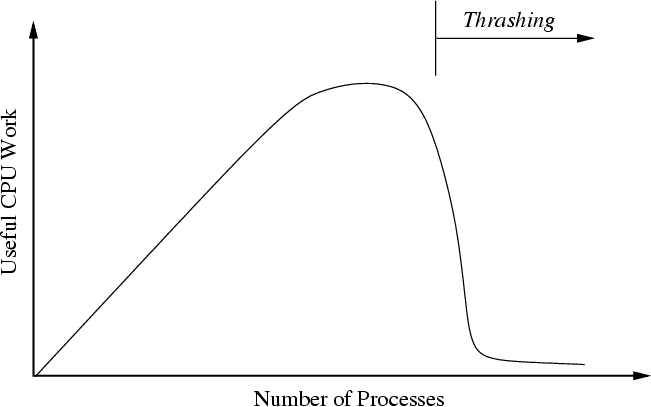 Thrashing
Useful CPU Work
Number of Processes